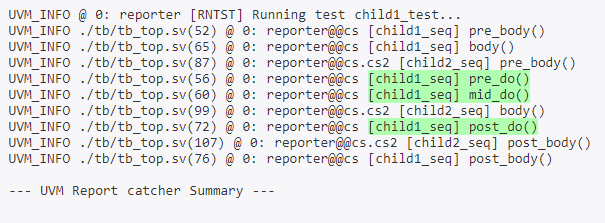 UVM_INFO @ 0: reporter [RNTST] Running test child1_test...
UVM_INFO ./tb/tb_top.sv(52) @ 0: reporter@@cs [child1_seq] pre_body()
UVM_INFO ./tb/tb_top.sv(65) @ 0: reporter@@cs [child1_seq] body()
UVM_INFO ./tb/tb_top.sv(87) @ 0: reporter@@cs.cs2 [child2_seq] pre_body()
UVM_INFO ./tb/tb_top.sv(56) @ 0: reporter@@cs [child1_seq] pre_do()
UVM_INFO ./tb/tb_top.sv(60) @ 0: reporter@@cs [child1_seq] mid_do()
UVM_INFO ./tb/tb_top.sv(99) @ 0: reporter@@cs.cs2 [child2_seq] body()
UVM_INFO ./tb/tb_top.sv(72) @ 0: reporter@@cs [child1_seq] post_do()
UVM_INFO ./tb/tb_top.sv(107) @ 0: reporter@@cs.cs2 [child2_seq] post_body()
UVM_INFO ./tb/tb_top.sv(76) @ 0: reporter@@cs [child1_seq] post_body()
--- UVM Report catcher Summary ---